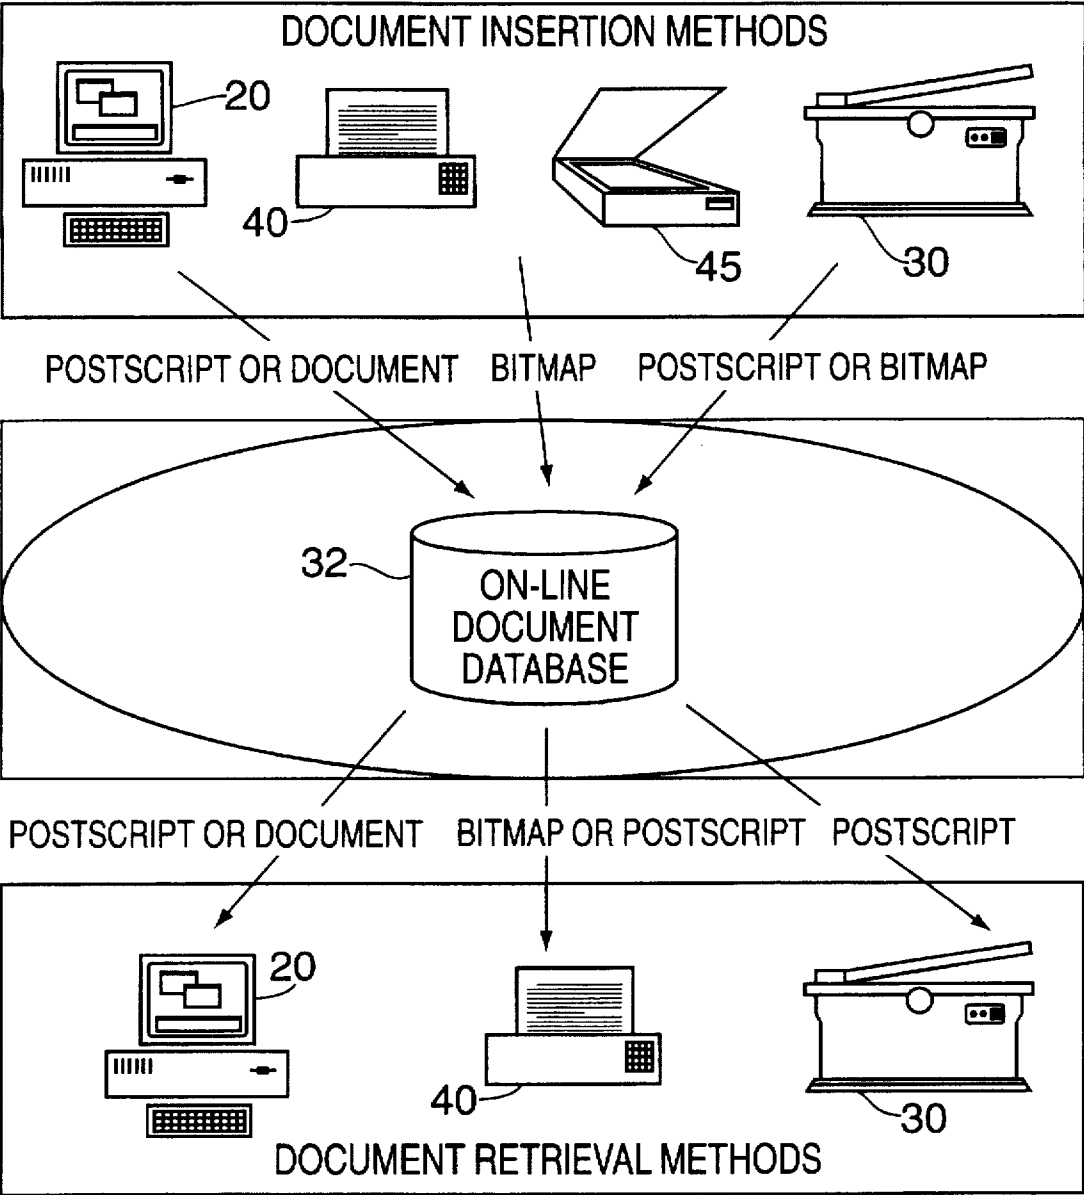 DOCUMENT INSERTION METHODS
20
40
45
30
POSTSCRIPT OR DOCUMENT BITMAP POSTSCRIPT OR BITMAP
32
ON-LINE
DOCUMENT
DATABASE
POSTSCRIPT OR DOCUMENT BITMAP OR POSTSCRIPT POSTSCRIPT
20
40
30
DOCUMENT RETRIEVAL METHODS